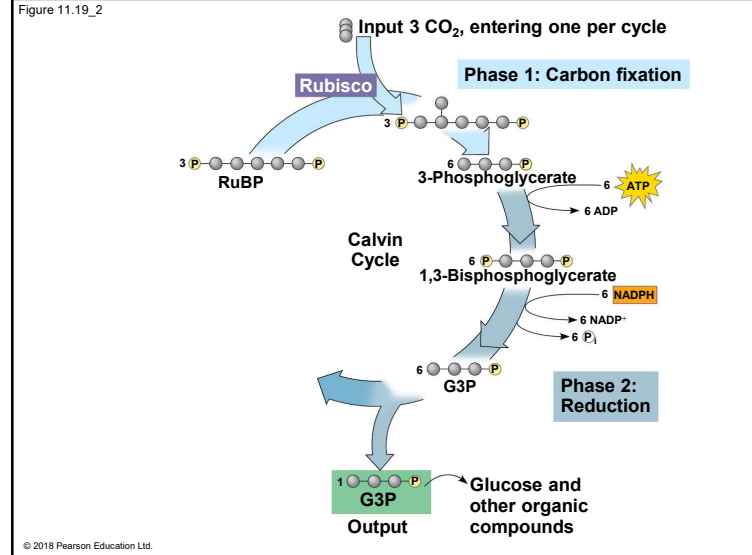 Figure 11.19_2
Input 3 CO₂, entering one per cycle
Rubisco
Phase 1: Carbon fixation
3 P P
3 P P
RuBP
6 P
3-Phosphoglycerate
6 ATP
6 ADP
Calvin
Cycle
6 P P
1,3-Bisphosphoglycerate
6 NADPH
6 NADP⁺
6 Pᵢ
6 P
G3P
Phase 2:
Reduction
1 P
G3P
Output
Glucose and
other organic
compounds
© 2018 Pearson Education Ltd.